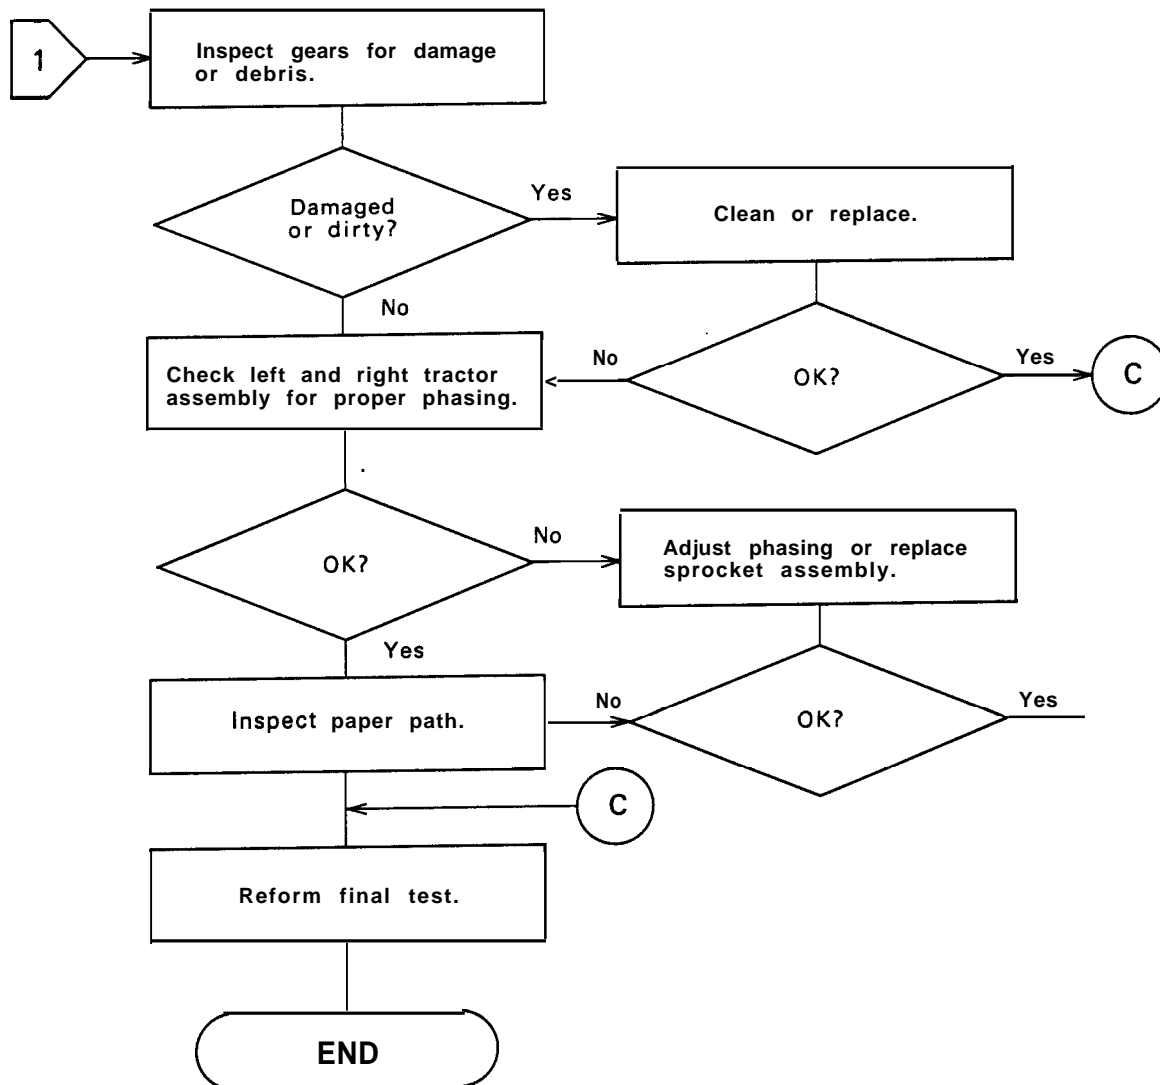 1
Inspect gears for damage
or debris.
Damaged
or dirty?
Yes
Clean or replace.
No
Check left and right tractor
assembly for proper phasing.
No
OK?
Yes
C
OK?
No
Adjust phasing or replace
sprocket assembly.
Yes
Inspect paper path.
No
OK?
Yes
C
Reform final test.
END